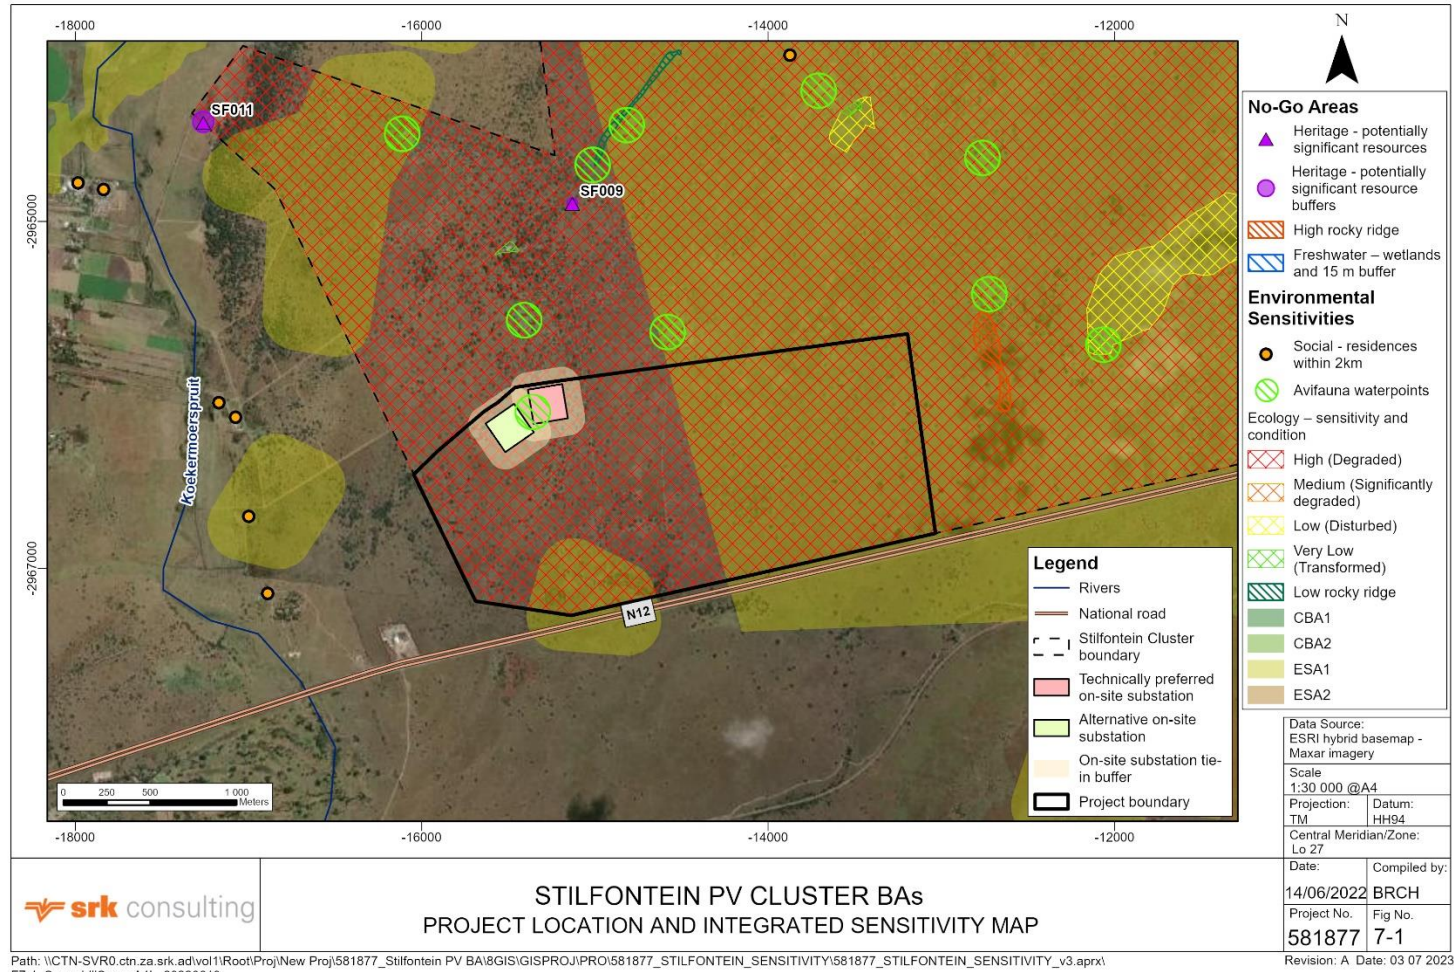 -18000
-16000
-14000
-12000
N
SF011
SF009
-2965000
-2967000
Koekermoerspruit
N12
No-Go Areas
Heritage - potentially
significant resources
Heritage - potentially
significant resource
buffers
High rocky ridge
Freshwater – wetlands
and 15 m buffer
Environmental
Sensitivities
Social - residences
within 2km
Avifauna waterpoints
Ecology – sensitivity and
condition
High (Degraded)
Medium (Significantly
degraded)
Low (Disturbed)
Very Low
(Transformed)
Low rocky ridge
CBA1
CBA2
ESA1
ESA2
Legend
Rivers
National road
Stilfontein Cluster
boundary
Technically preferred
on-site substation
Alternative on-site
substation
On-site substation tie-
in buffer
Project boundary
0 250 500 1 000
Meters
-18000
-16000
-14000
-12000
Data Source:
ESRI hybrid basemap -
Maxar imagery
Scale
1:30 000 @A4
Projection: Datum:
TM HH94
Central Meridian/Zone:
Lo 27
Date: Compiled by:
14/06/2022 BRCH
Project No. Fig No.
581877 7-1
srk consulting
STILFONTEIN PV CLUSTER BAs
PROJECT LOCATION AND INTEGRATED SENSITIVITY MAP
Path: \\CTN-SVR0.ctn.za.srk.ad\vol1\Root\Proj\New Proj\581877_Stilfontein PV BA\8GIS\GISPROJ\PRO\581877_STILFONTEIN_SENSITIVITY\581877_STILFONTEIN_SENSITIVITY_v3.aprx\
Revision: A Date: 03 07 2023